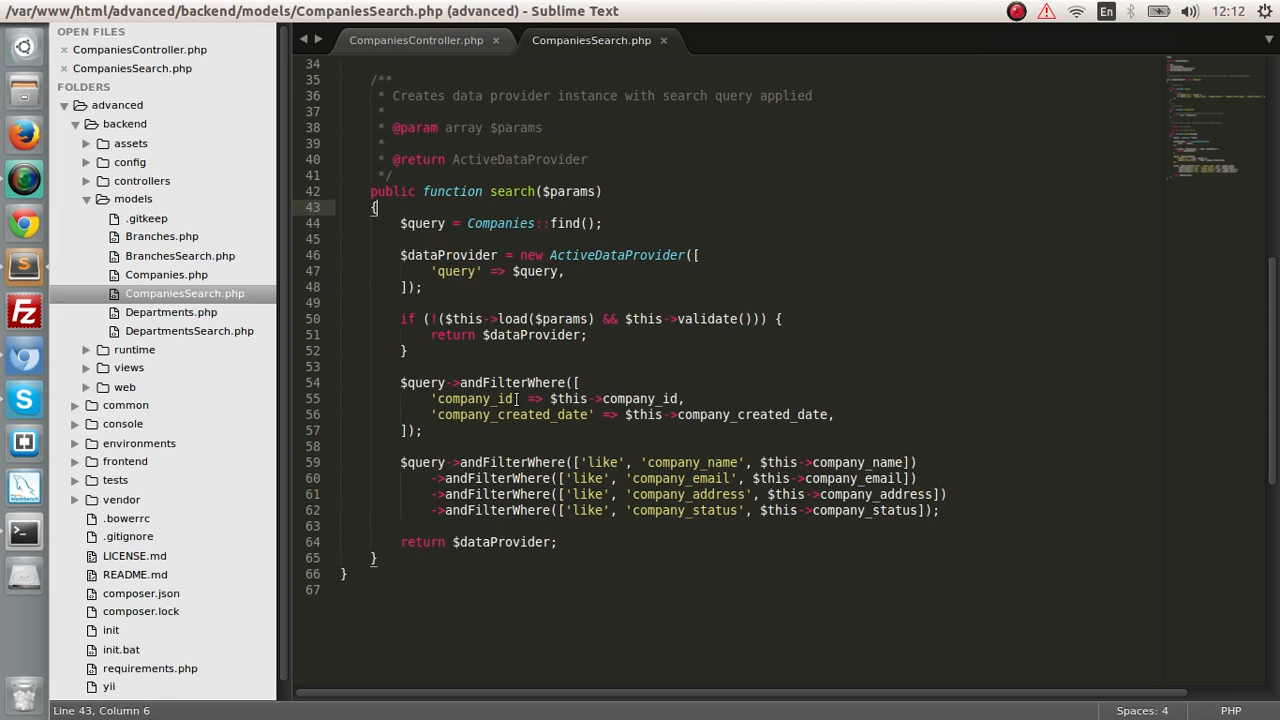 /var/www/html/advanced/backend/models/CompaniesSearch.php (advanced) - Sublime Text
En
12:12
OPEN FILES
CompaniesController.php
CompaniesSearch.php
FOLDERS
advanced
backend
assets
config
controllers
models
.gitkeep
Branches.php
BranchesSearch.php
Companies.php
CompaniesSearch.php
Departments.php
DepartmentsSearch.php
runtime
views
web
common
console
environments
frontend
tests
vendor
.bowerrc
.gitignore
LICENSE.md
README.md
composer.json
composer.lock
init
init.bat
requirements.php
yii
CompaniesController.php
CompaniesSearch.php
34
35 /**
36 * Creates data provider instance with search query applied
37 *
38 * @param array $params
39 *
40 * @return ActiveDataProvider
41 */
42 public function search($params)
43 {
44 $query = Companies::find();
45
46 $dataProvider = new ActiveDataProvider([
47 'query' => $query,
48 ]);
49
50 if (!($this->load($params) && $this->validate())) {
51 return $dataProvider;
52 }
53
54 $query->andFilterWhere([
55 'company_id' => $this->company_id,
56 'company_created_date' => $this->company_created_date,
57 ]);
58
59 $query->andFilterWhere(['like', 'company_name', $this->company_name])
60 ->andFilterWhere(['like', 'company_email', $this->company_email])
61 ->andFilterWhere(['like', 'company_address', $this->company_address])
62 ->andFilterWhere(['like', 'company_status', $this->company_status]);
63
64 return $dataProvider;
65 }
66 }
67
Line 43, Column 6
Spaces: 4
PHP